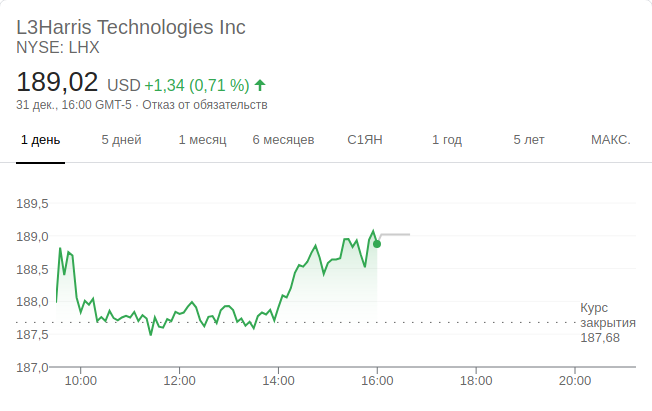 L3Harris Technologies Inc
NYSE: LHX
189,02 USD +1,34 (0,71 %)
31 дек., 16:00 GMT-5 · Отказ от обязательств
1 день 5 дней 1 месяц 6 месяцев С1ЯН 1 год 5 лет МАКС.
189,5
189,0
188,5
188,0
Курс
закрытия
187,68
187,5
187,0
10:00 12:00 14:00 16:00 18:00 20:00